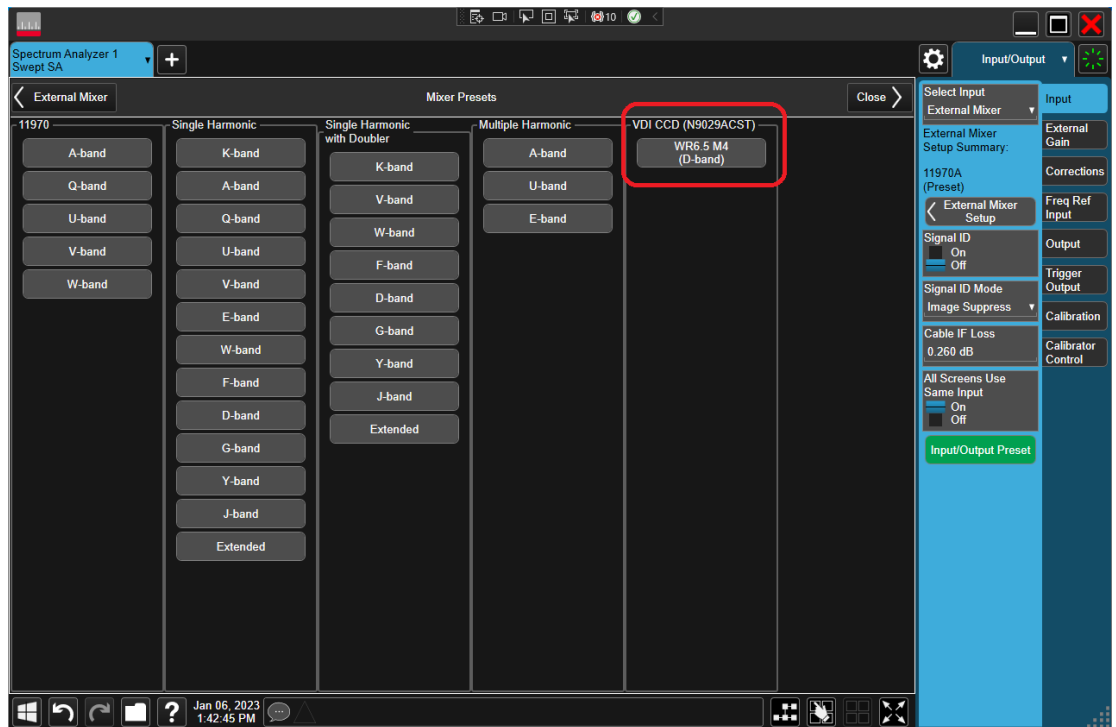 10
Spectrum Analyzer 1
Swept SA
+
Input/Output
External Mixer
Mixer Presets
Close
11970
A-band
Q-band
U-band
V-band
W-band
Single Harmonic
K-band
A-band
Q-band
U-band
V-band
E-band
W-band
F-band
D-band
G-band
Y-band
J-band
Extended
Single Harmonic
with Doubler
K-band
V-band
W-band
F-band
D-band
G-band
Y-band
J-band
Extended
Multiple Harmonic
A-band
U-band
E-band
VDI CCD (N9029ACST)
WR6.5 M4
(D-band)
Select Input
External Mixer
External Mixer
Setup Summary:
11970A
(Preset)
External Mixer
Setup
Signal ID
On
Off
Signal ID Mode
Image Suppress
Cable IF Loss
0.260 dB
All Screens Use
Same Input
On
Off
Input/Output Preset
Input
External
Gain
Corrections
Freq Ref
Input
Output
Trigger
Output
Calibration
Calibrator
Control
?
Jan 06, 2023
1:42:45 PM